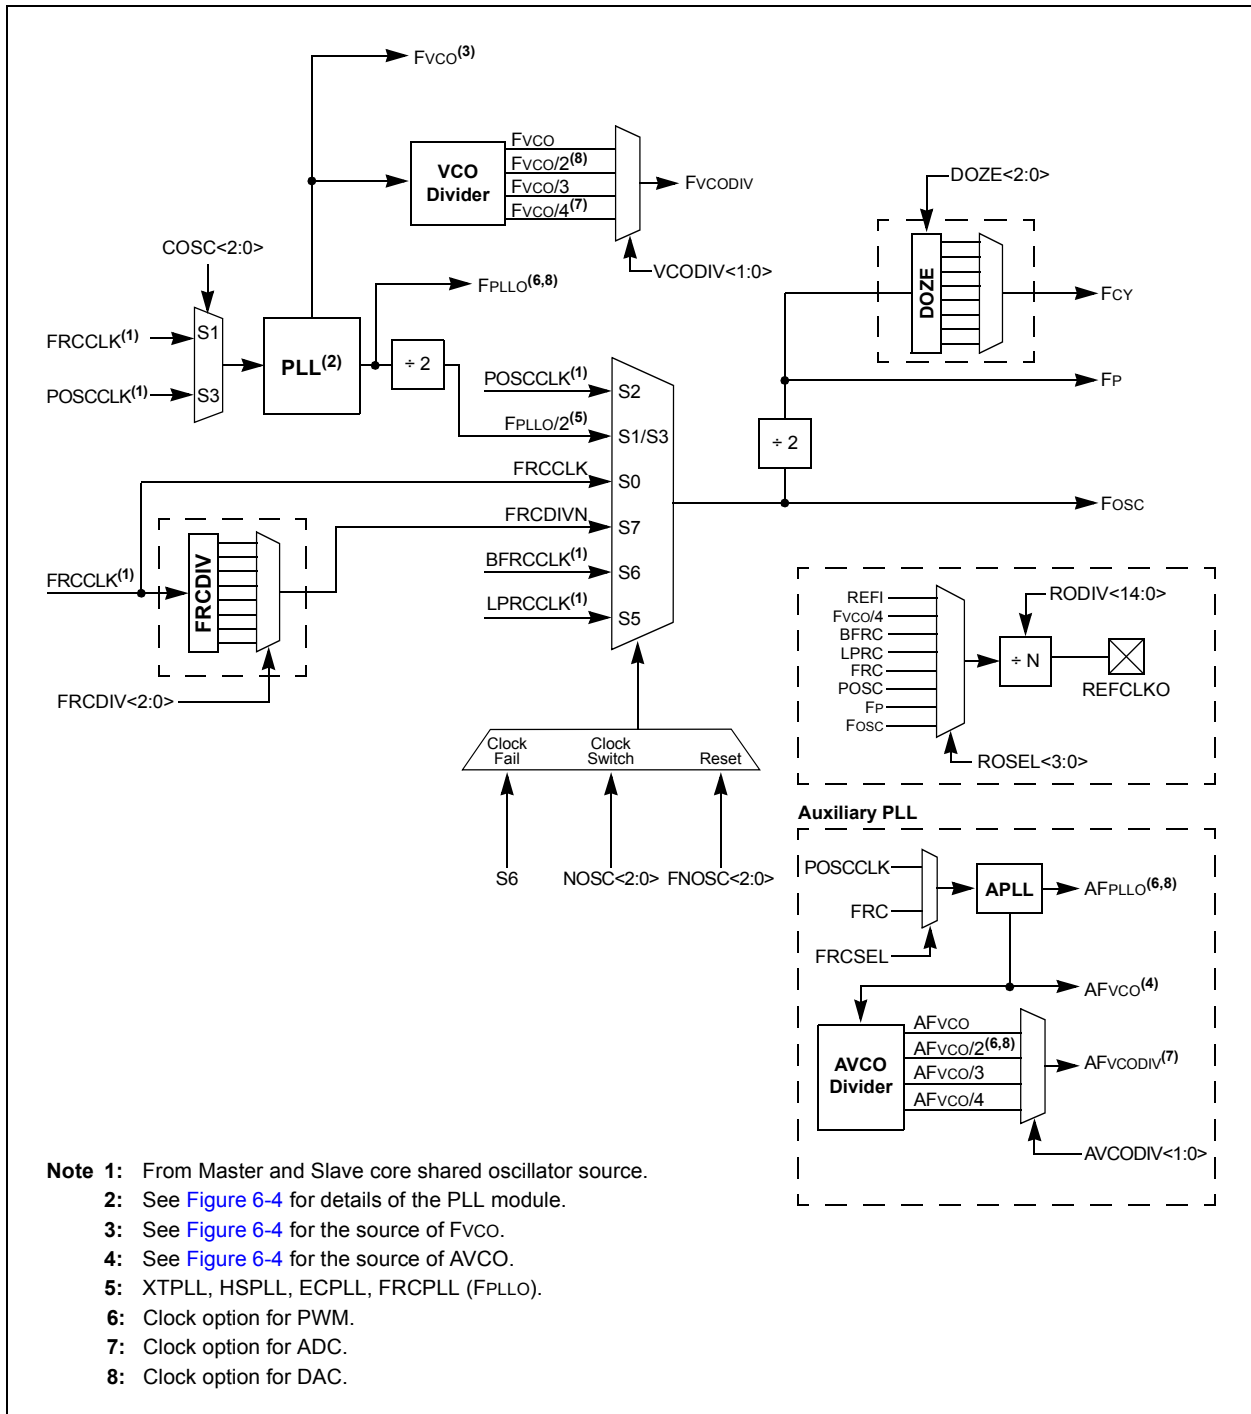 FVCO(3)
VCO
Divider
FVCO
FVCO/2(8)
FVCO/3
FVCO/4(7)
FVCODIV
VCODIV<1:0>
DOZE<2:0>
DOZE
FCY
COSC<2:0>
FPLLO(6,8)
FRCCLK(1)
S1
POSCCLK(1)
S3
PLL(2)
÷ 2
FP
POSCCLK(1)
S2
FPLLO/2(5)
S1/S3
÷ 2
FRCCLK
S0
FOSC
FRCDIVN
S7
FRCCLK(1)
FRCDIV
BFRCCLK(1)
S6
LPRCCLK(1)
S5
FRCDIV<2:0>
Clock
Fail
Clock
Switch
Reset
S6
NOSC<2:0>
FNOSC<2:0>
REFI
FVCO/4
BFRC
LPRC
FRC
POSC
FP
FOSC
RODIV<14:0>
÷ N
REFCLKO
ROSEL<3:0>
Auxiliary PLL
POSCCLK
FRC
FRCSEL
APLL
AFPLLO(6,8)
AFVCO(4)
AVCO
Divider
AFVCO
AFVCO/2(6,8)
AFVCO/3
AFVCO/4
AFVCODIV(7)
AVCODIV<1:0>
Note 1: From Master and Slave core shared oscillator source.
2: See Figure 6-4 for details of the PLL module.
3: See Figure 6-4 for the source of FVCO.
4: See Figure 6-4 for the source of AVCO.
5: XTPLL, HSPLL, ECPLL, FRCPLL (FPLLO).
6: Clock option for PWM.
7: Clock option for ADC.
8: Clock option for DAC.